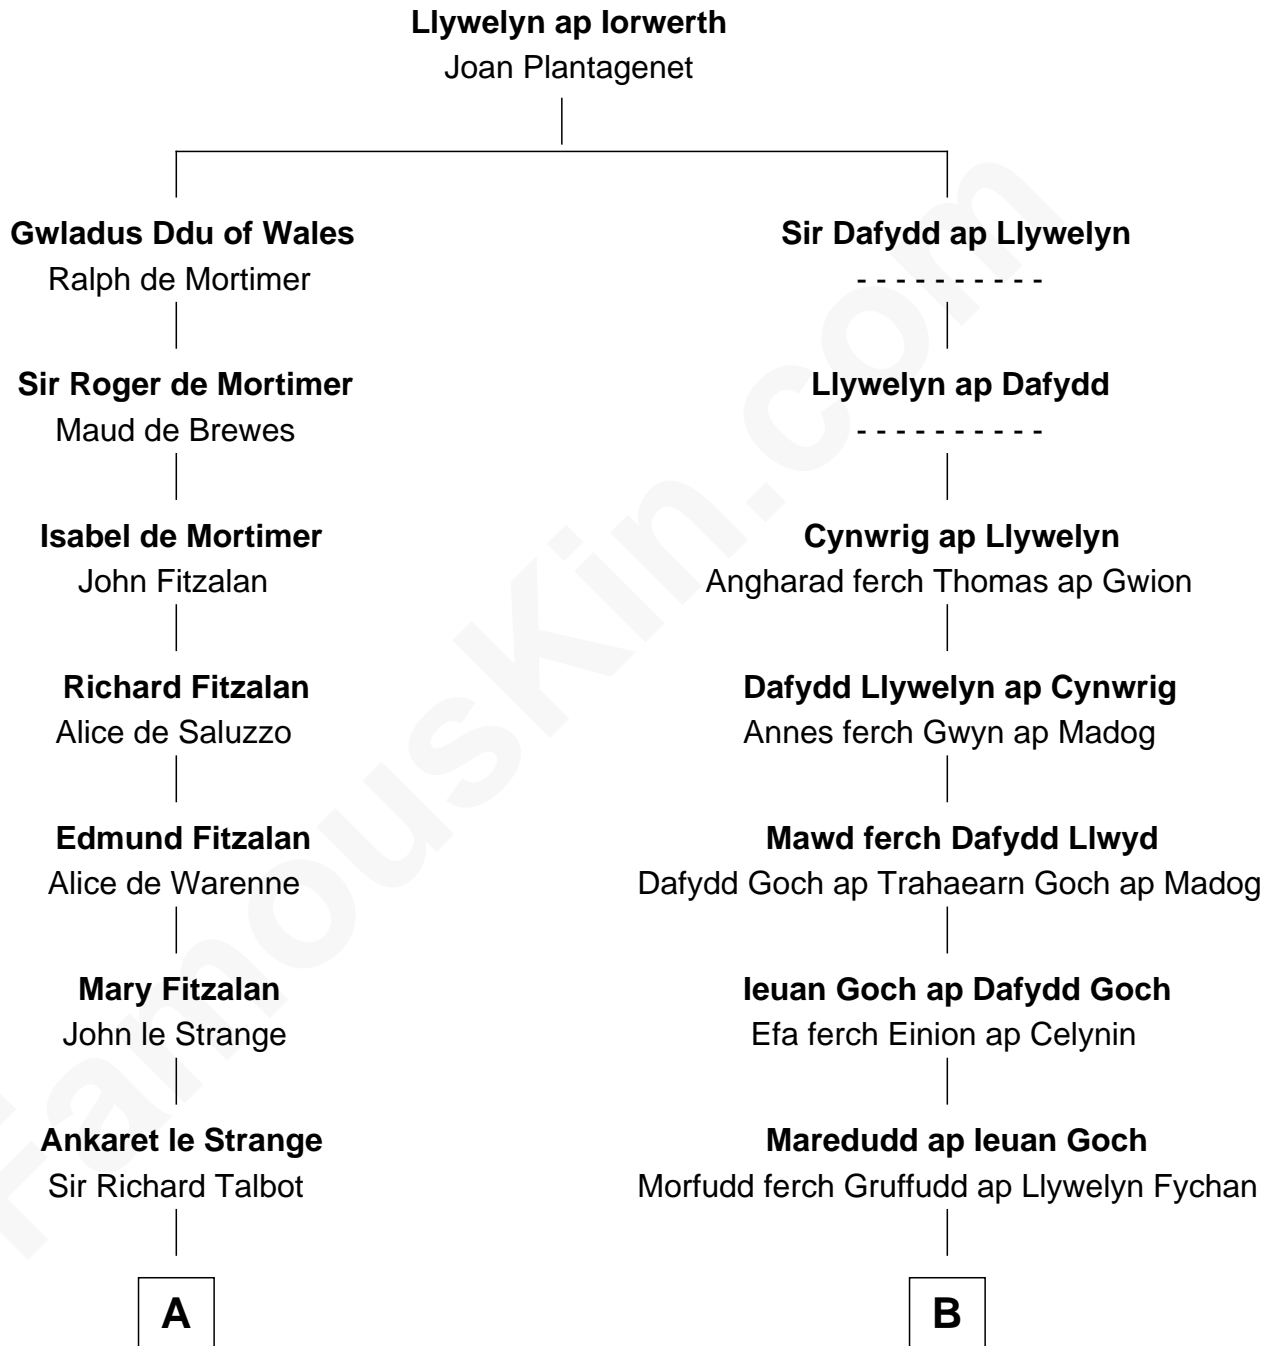 Llywelyn ap Iorwerth
Joan Plantagenet
Gwladus Ddu of Wales
Ralph de Mortimer
Sir Roger de Mortimer
Maud de Brewes
Isabel de Mortimer
John Fitzalan
Richard Fitzalan
Alice de Saluzzo
Edmund Fitzalan
Alice de Warenne
Mary Fitzalan
John le Strange
Ankaret le Strange
Sir Richard Talbot
A
Sir Dafydd ap Llywelyn
- - - - - - - - - -
Llywelyn ap Dafydd
- - - - - - - - - -
Cynwrig ap Llywelyn
Angharad ferch Thomas ap Gwion
Dafydd Llywelyn ap Cynwrig
Annes ferch Gwyn ap Madog
Mawd ferch Dafydd Llwyd
Dafydd Goch ap Trahaearn Goch ap Madog
Ieuan Goch ap Dafydd Goch
Efa ferch Einion ap Celynin
Maredudd ap Ieuan Goch
Morfudd ferch Gruffudd ap Llywelyn Fychan
B
FamousKin.com